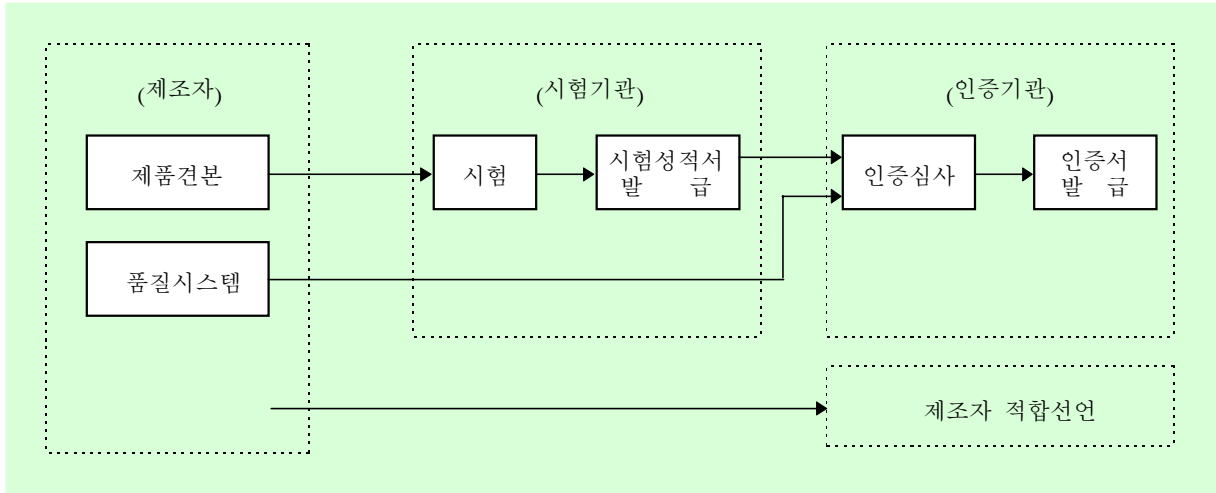 (제조자)
(시험기관)
(인증기관)
제품견본
시험
시험성적서
발 급
인증심사
인증서
발 급
품질시스템
제조자 적합선언